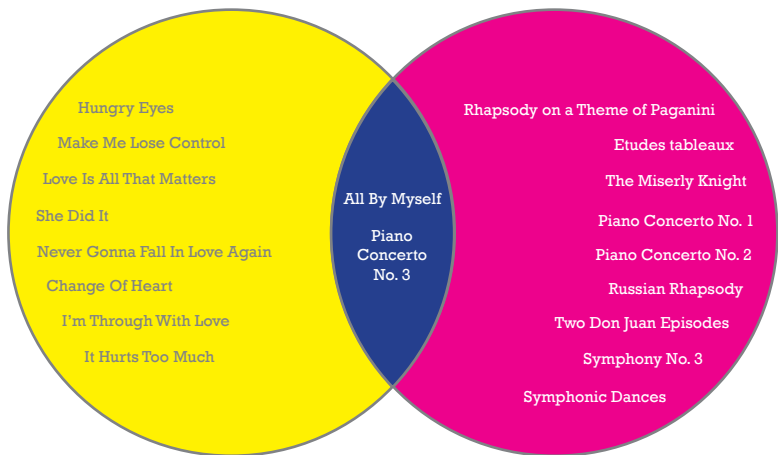 Hungry Eyes
Make Me Lose Control
Love Is All That Matters
She Did It
Never Gonna Fall In Love Again
Change Of Heart
I'm Through With Love
It Hurts Too Much
All By Myself
Piano
Concerto
No. 3
Rhapsody on a Theme of Paganini
Etudes tableaux
The Miserly Knight
Piano Concerto No. 1
Piano Concerto No. 2
Russian Rhapsody
Two Don Juan Episodes
Symphony No. 3
Symphonic Dances